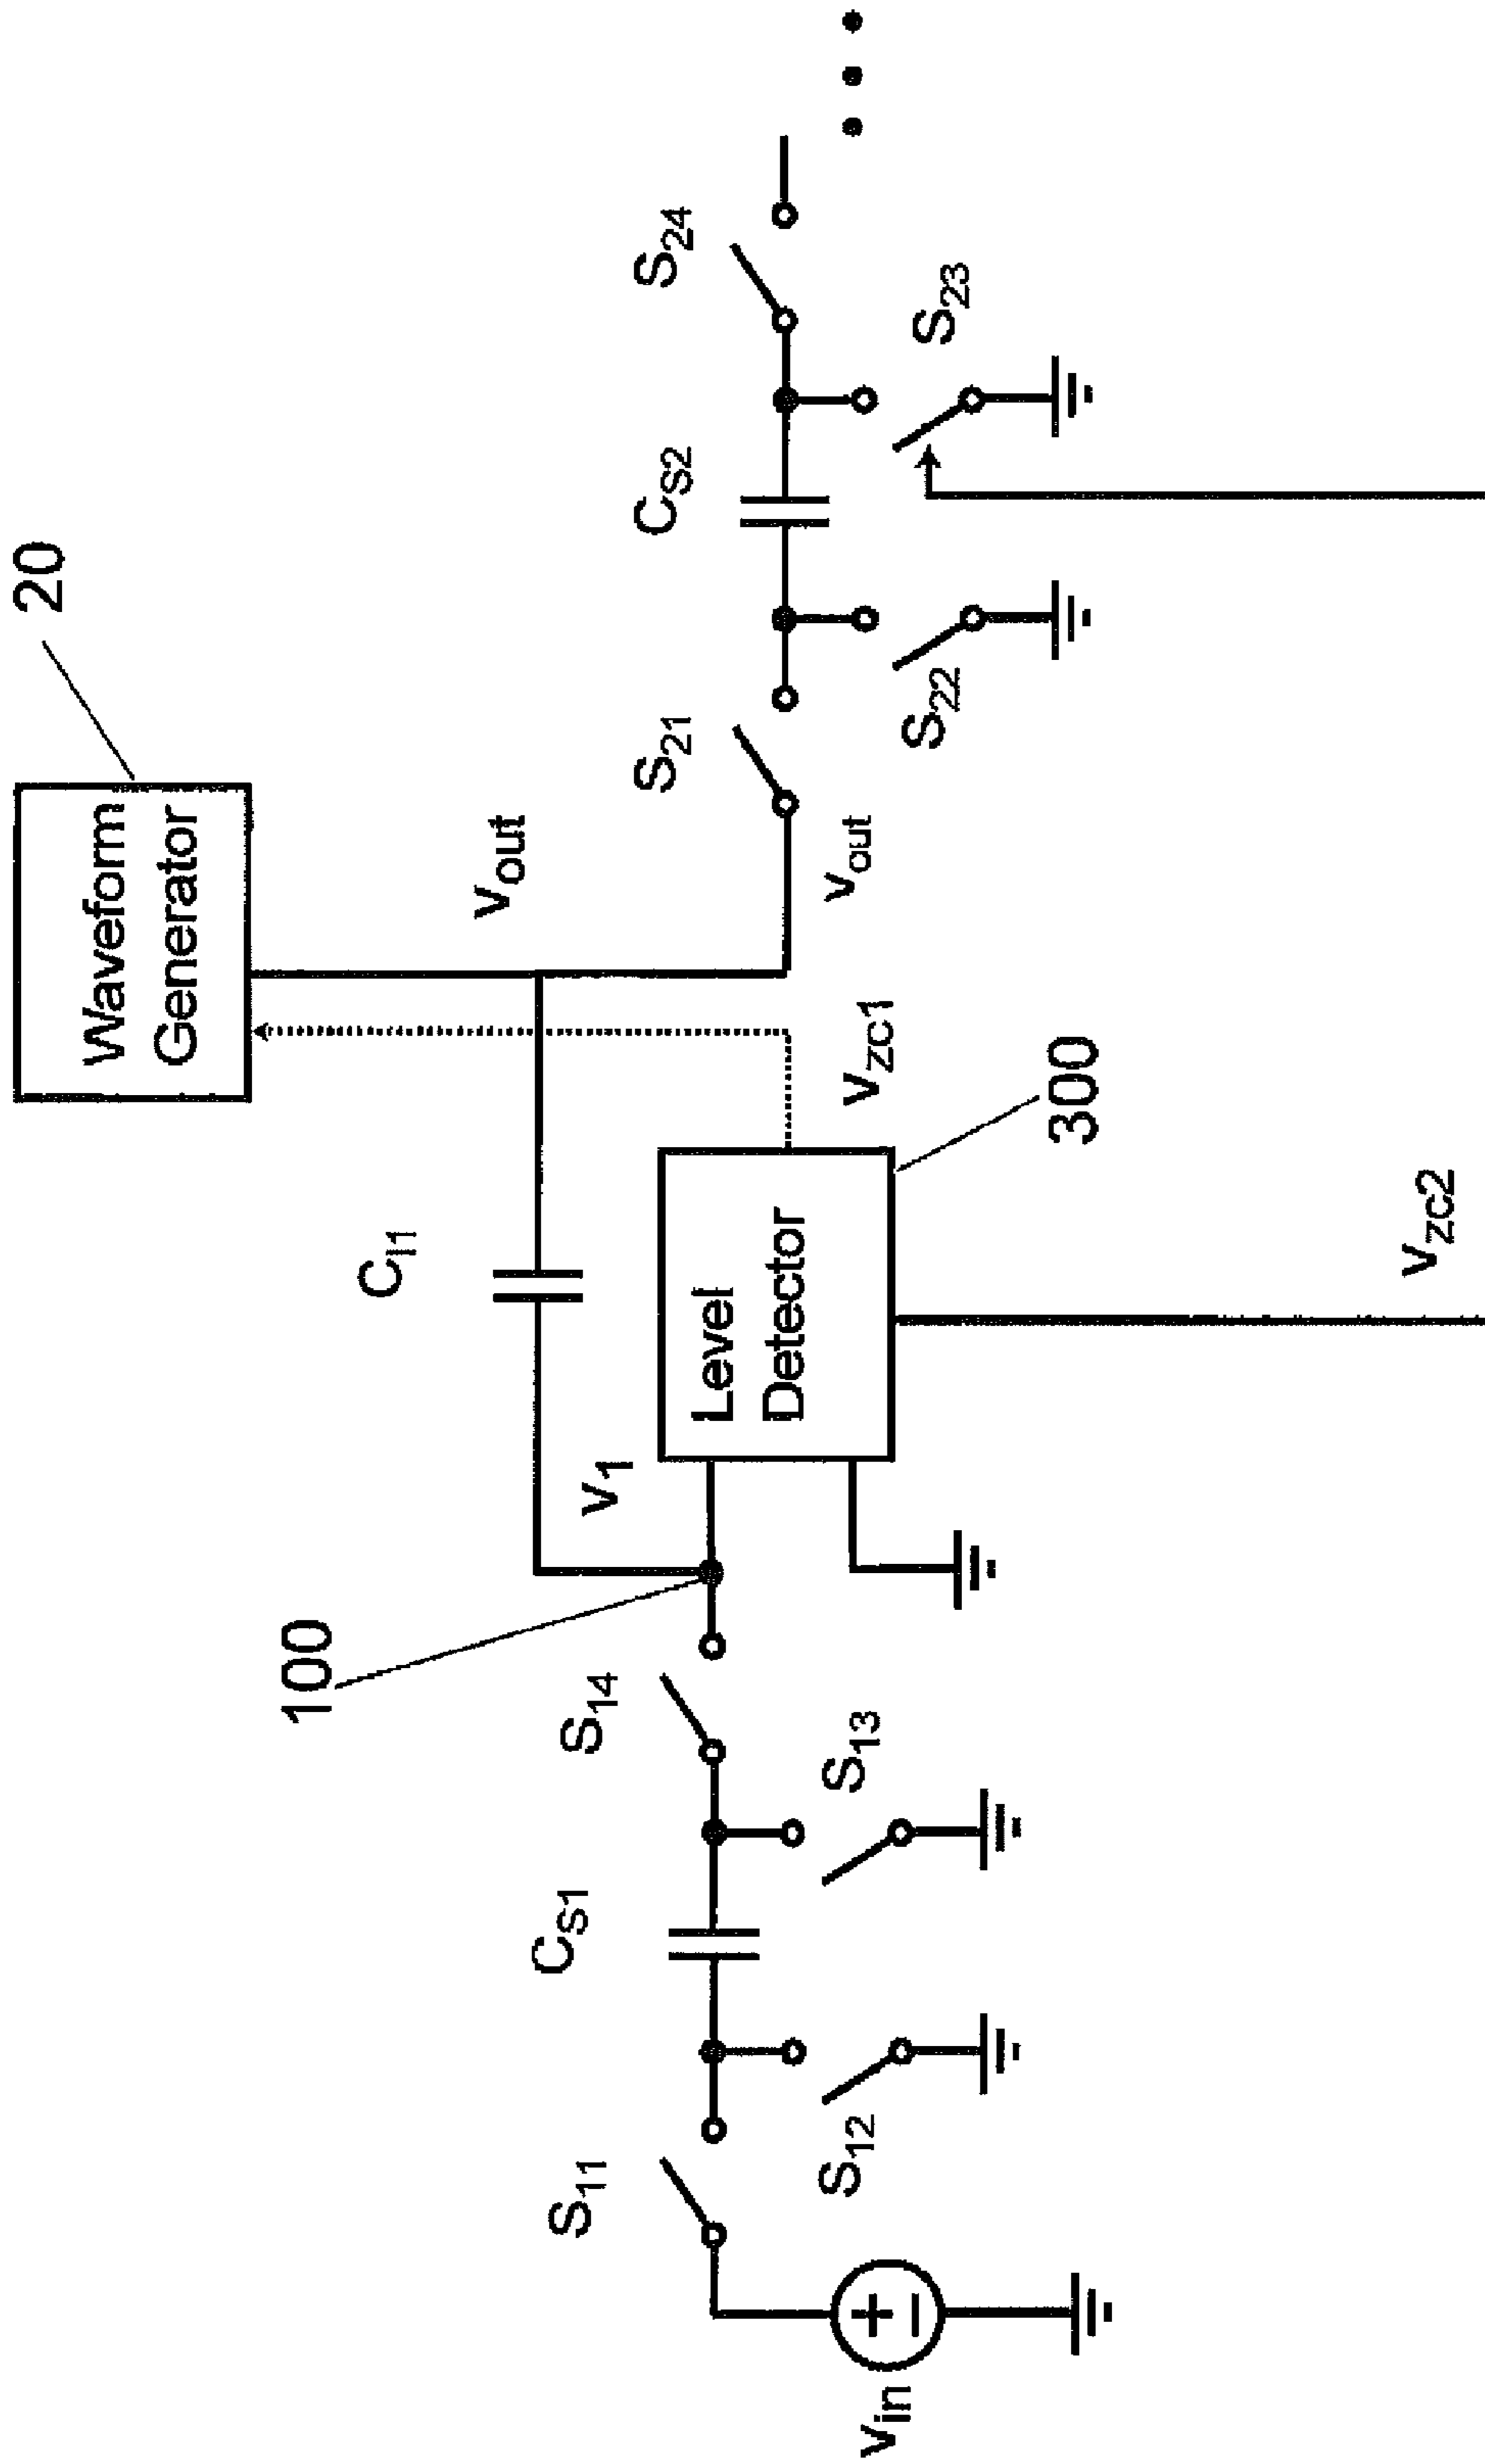 20
Waveform
Generator
V_out
C_I1
100
v_1
Level
Detector
v_zc1
300
v_out
v_zc2
S_21
S_22
C_S2
S_23
S_24
V_in
S_11
S_12
C_S1
S_13
S_14